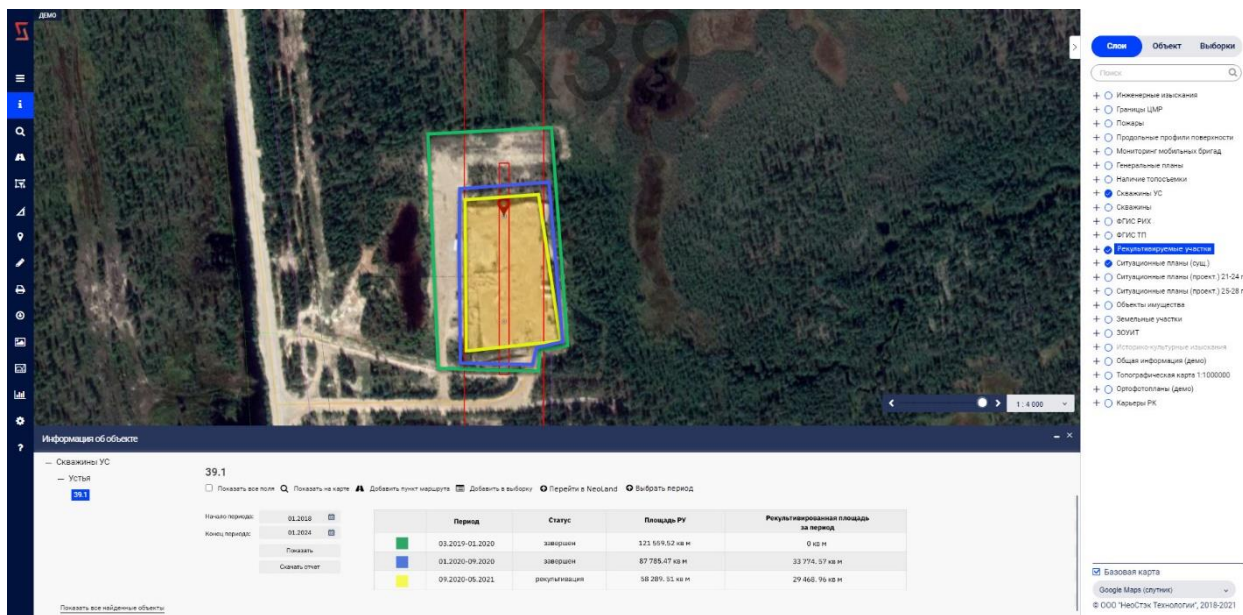 ДЕМО
К39
Слои Объект Выборки
Поиск
Инженерные изыскания
Границы ЦМР
Пожары
Продольные профили поверхности
Мониторинг мобильных бригад
Генеральные планы
Наличие топосъемки
Скважины УС
Скважины
ФГИС РИХ
ФГИС ТП
Рекультивируемые участки
Ситуационные планы (сущ.)
Ситуационные планы (проект.) 21-24 г
Ситуационные планы (проект.) 25-28 г
Объекты имущества
Земельные участки
ЗОУИТ
Историко-культурные изыскания
Общая информация (демо)
Топографическая карта 1:1000000
Ортофотопланы (демо)
Карьеры РК
1 : 4 000
Информация об объекте
Скважины УС
Устья
39.1
39.1
Показать все поля Показать на карте Добавить пункт маршрута Добавить в выборку Перейти в NeoLand Выбрать период
Начало периода: 01.2018
Конец периода: 01.2024
Показать
Скачать отчет
Период Статус Площадь РУ Рекультивированная площадь за период
03.2019-01.2020 завершен 121 559.52 кв м 0 кв м
01.2020-09.2020 завершен 87 785.47 кв м 33 774. 57 кв м
09.2020-05.2021 рекультивация 58 289. 51 кв м 29 468. 96 кв м
Показать все найденные объекты
Базовая карта
Google Maps (спутник)
© ООО "НеоСтэк Технологии", 2018-2021